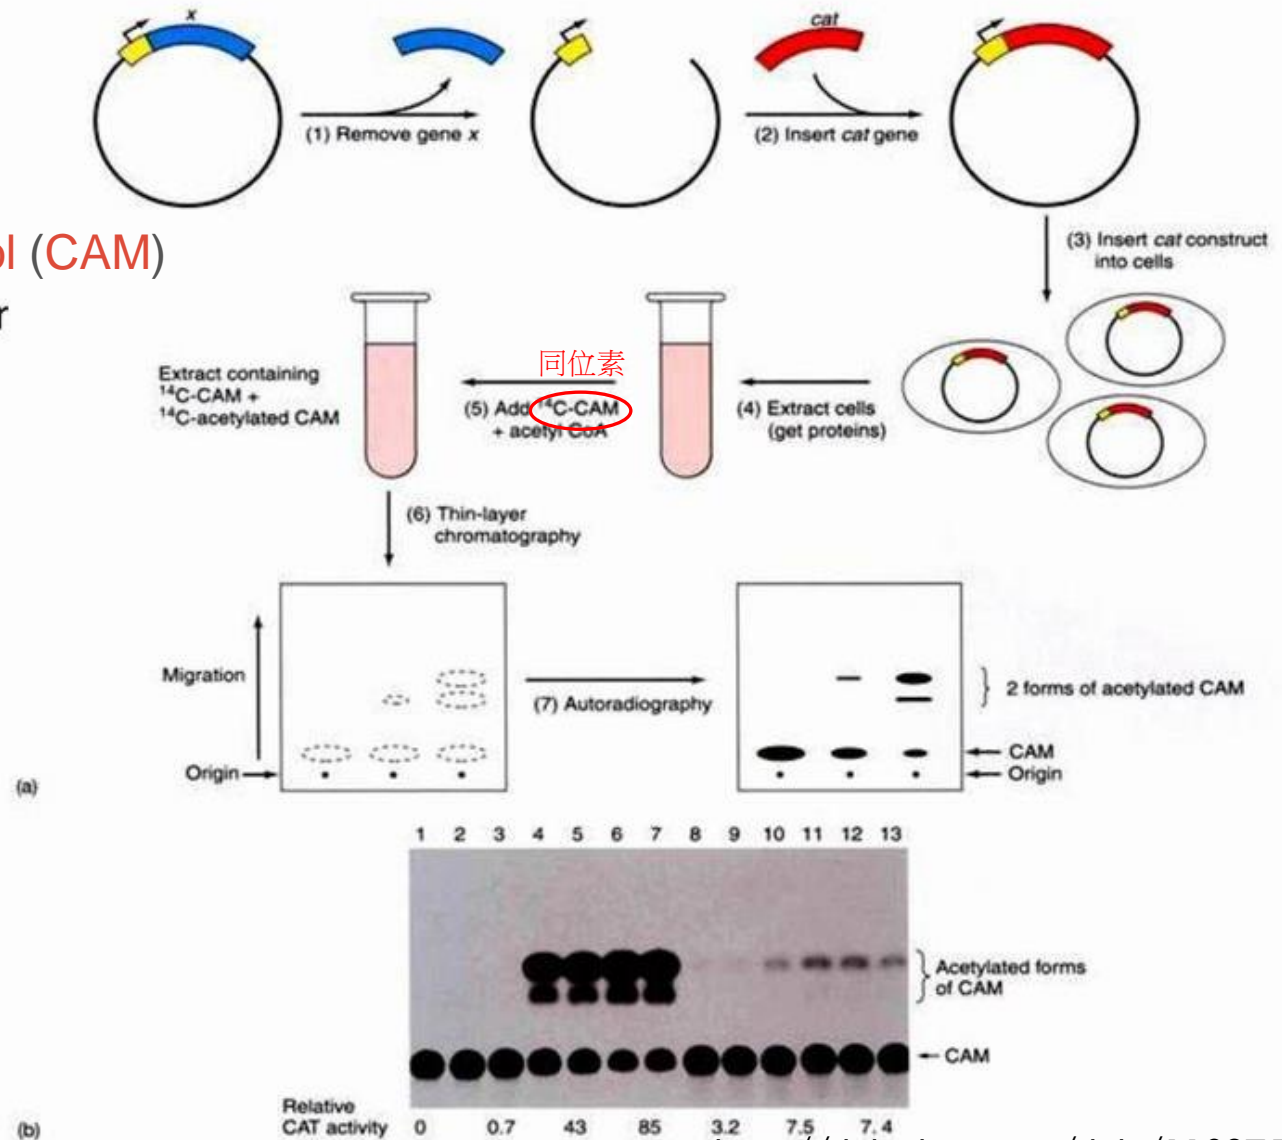 x
cat
(1) Remove gene x
(2) Insert cat gene
ol (CAM)
r
(3) Insert cat construct
into cells
Extract containing
¹⁴C-CAM +
¹⁴C-acetylated CAM
同位素
(5) Add ¹⁴C-CAM
+ acetyl CoA
(4) Extract cells
(get proteins)
(6) Thin-layer
chromatography
Migration
(7) Autoradiography
2 forms of acetylated CAM
CAM
Origin
Origin
(a)
1 2 3 4 5 6 7 8 9 10 11 12 13
Acetylated forms
of CAM
CAM
Relative
CAT activity 0 0.7 43 85 3.2 7.5 7.4
(b)